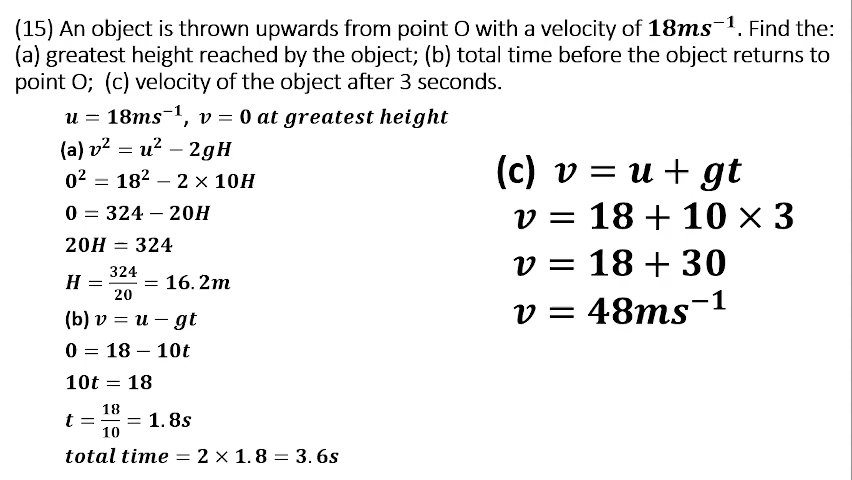 (15) An object is thrown upwards from point O with a velocity of 18ms⁻¹. Find the:
(a) greatest height reached by the object; (b) total time before the object returns to
point O; (c) velocity of the object after 3 seconds.
u = 18ms⁻¹, v = 0 at greatest height
(a) v² = u² − 2gH
0² = 18² − 2 × 10H
0 = 324 − 20H
20H = 324
H = 324/20 = 16.2m
(b) v = u − gt
0 = 18 − 10t
10t = 18
t = 18/10 = 1.8s
total time = 2 × 1.8 = 3.6s
(c) v = u + gt
v = 18 + 10 × 3
v = 18 + 30
v = 48ms⁻¹